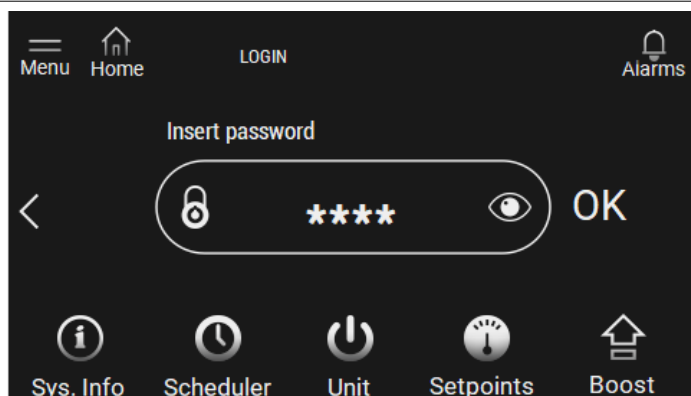 LOGIN
Menu Home Alarms
Insert password
**** OK
Sys. Info Scheduler Unit Setpoints Boost